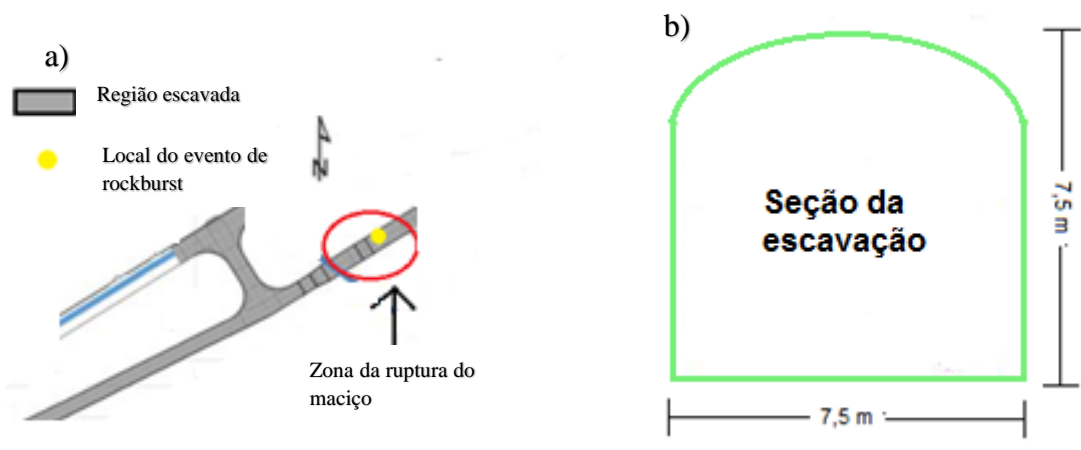 a)
Região escavada
Local do evento de
rockburst
N
Zona da ruptura do
maciço
b)
Seção da
escavação
7,5 m
7,5 m